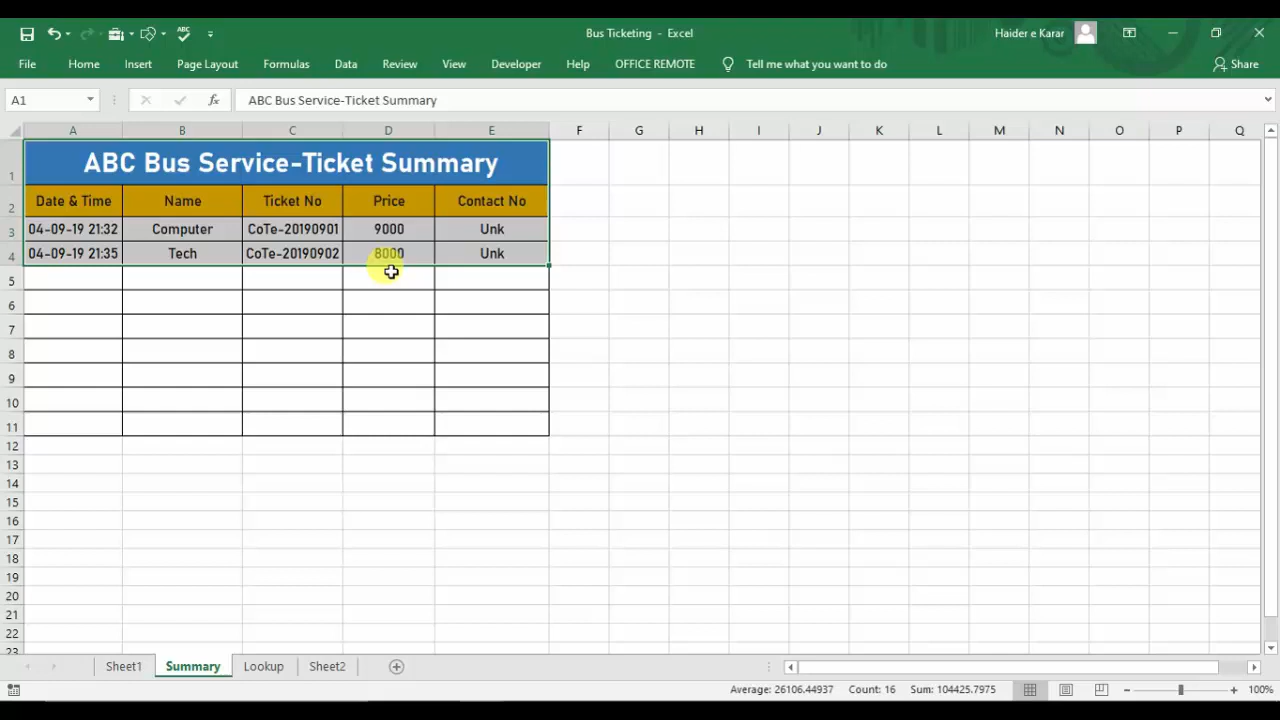 Bus Ticketing - Excel
Haider e Karar
File Home Insert Page Layout Formulas Data Review View Developer Help OFFICE REMOTE Tell me what you want to do Share
A1 fx ABC Bus Service-Ticket Summary
A B C D E F G H I J K L M N O P Q
1 ABC Bus Service-Ticket Summary
2 Date & Time Name Ticket No Price Contact No
3 04-09-19 21:32 Computer CoTe-20190901 9000 Unk
4 04-09-19 21:35 Tech CoTe-20190902 8000 Unk
5
6
7
8
9
10
11
12
13
14
15
16
17
18
19
20
21
22
23
Sheet1 Summary Lookup Sheet2
Average: 26106.44937 Count: 16 Sum: 104425.7975 100%